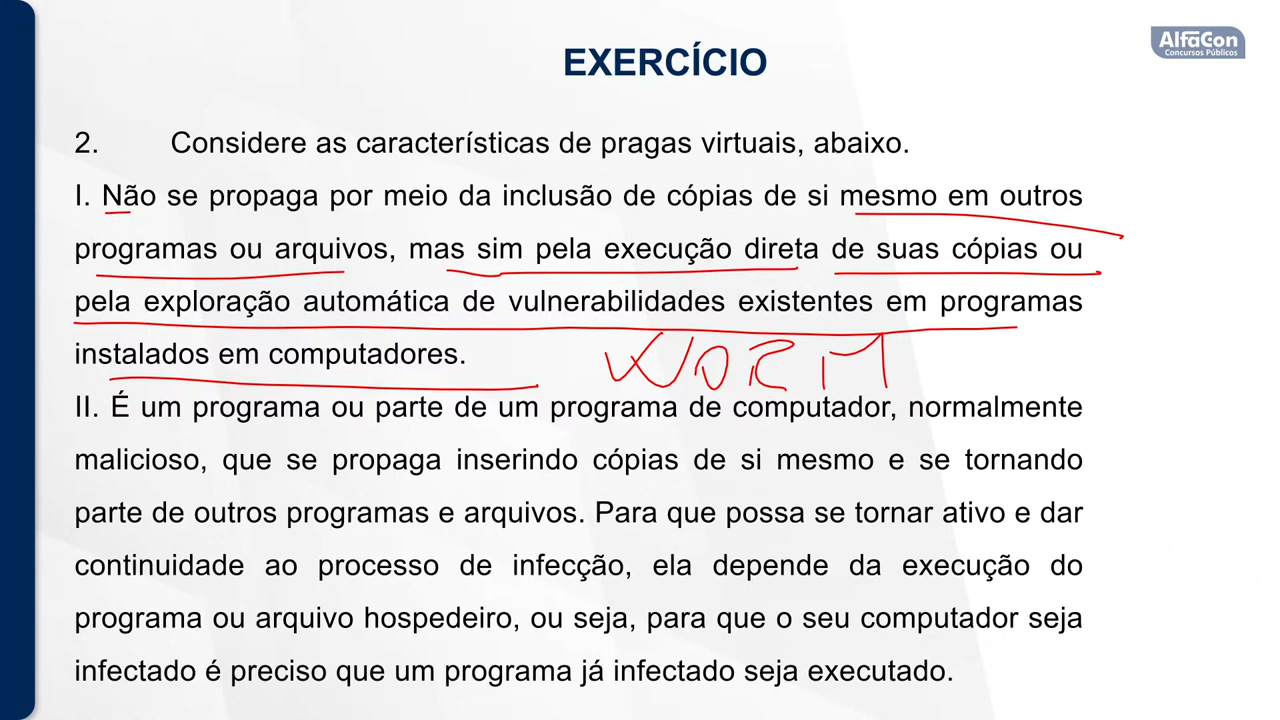 AlfaCon
Concursos Públicos
EXERCÍCIO
2. Considere as características de pragas virtuais, abaixo.
I. Não se propaga por meio da inclusão de cópias de si mesmo em outros
programas ou arquivos, mas sim pela execução direta de suas cópias ou
pela exploração automática de vulnerabilidades existentes em programas
instalados em computadores.
WORM
II. É um programa ou parte de um programa de computador, normalmente
malicioso, que se propaga inserindo cópias de si mesmo e se tornando
parte de outros programas e arquivos. Para que possa se tornar ativo e dar
continuidade ao processo de infecção, ela depende da execução do
programa ou arquivo hospedeiro, ou seja, para que o seu computador seja
infectado é preciso que um programa já infectado seja executado.